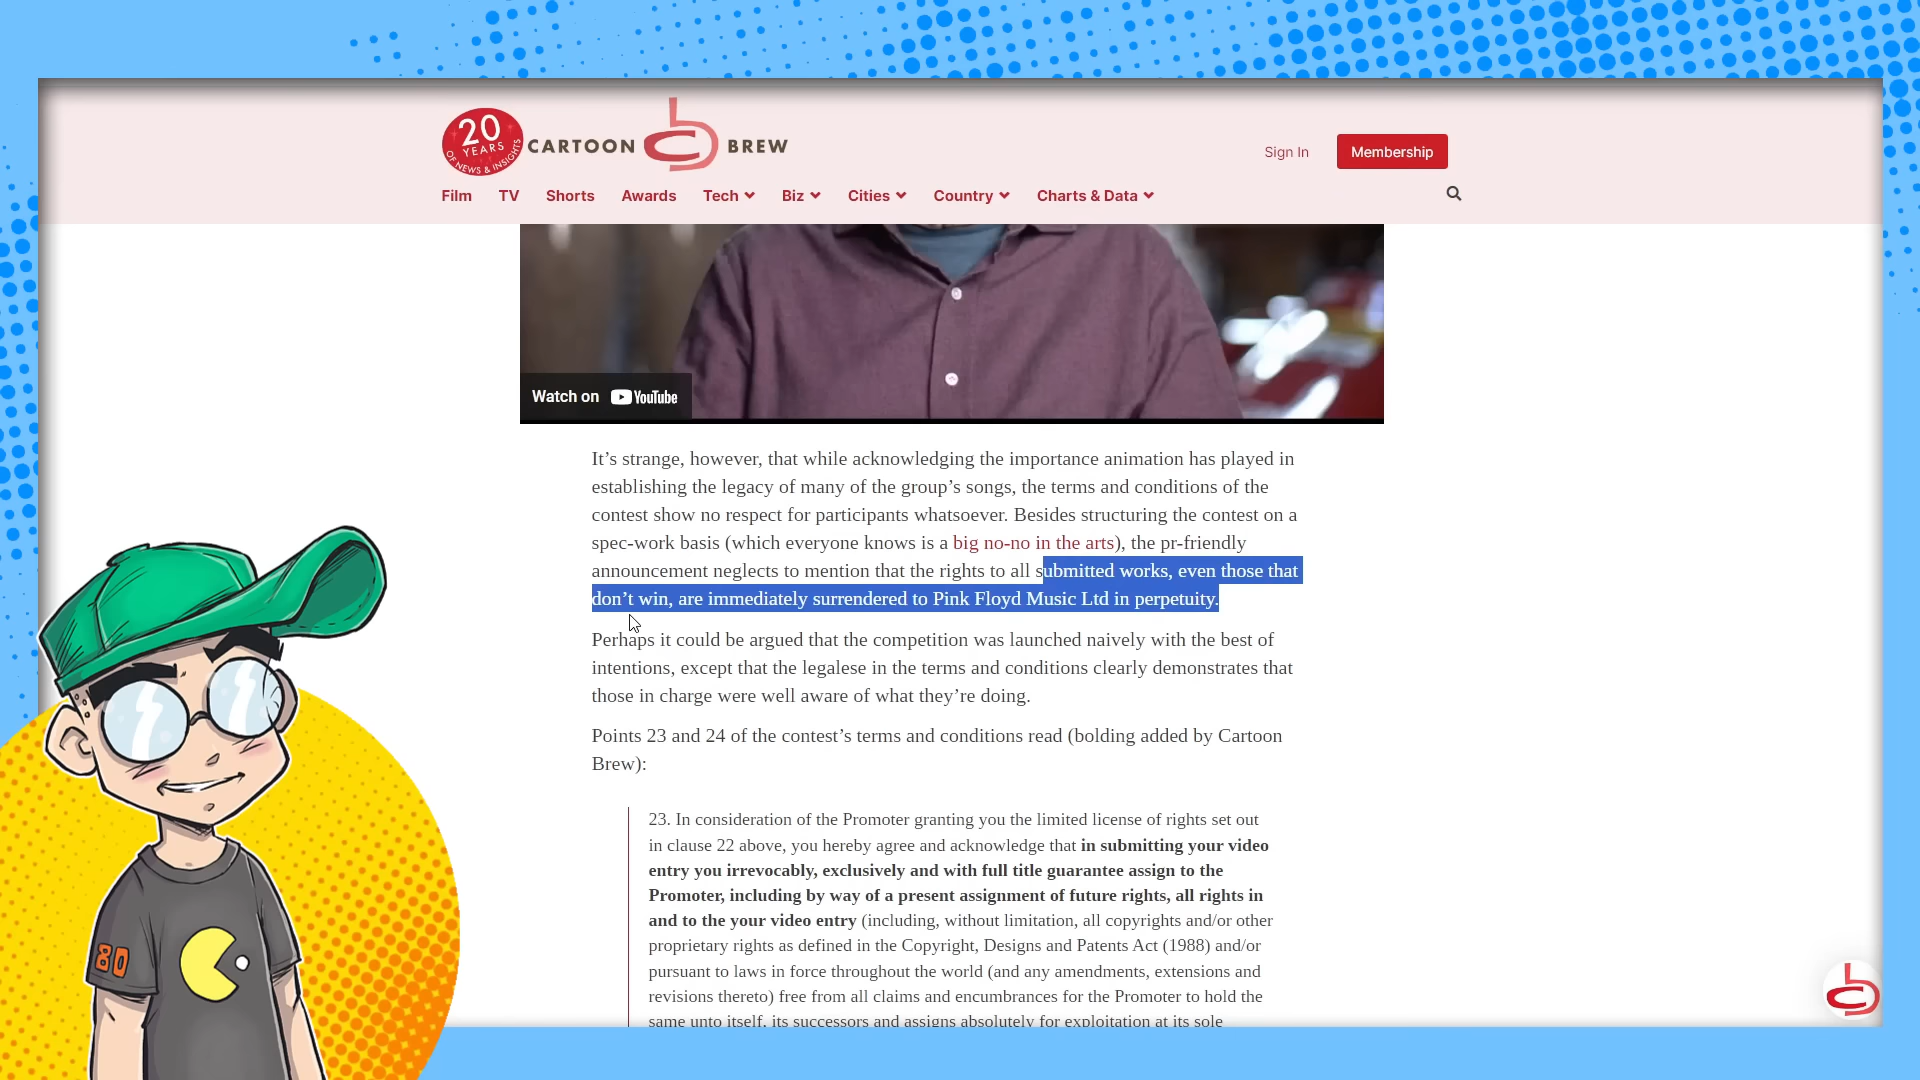 20
YEARS
OF NEWS & INSIGHTS
CARTOON BREW
Sign In
Membership
Film TV Shorts Awards Tech Biz Cities Country Charts & Data
Watch on YouTube
It’s strange, however, that while acknowledging the importance animation has played in
establishing the legacy of many of the group’s songs, the terms and conditions of the
contest show no respect for participants whatsoever. Besides structuring the contest on a
spec-work basis (which everyone knows is a big no-no in the arts), the pr-friendly
announcement neglects to mention that the rights to all submitted works, even those that
don’t win, are immediately surrendered to Pink Floyd Music Ltd in perpetuity.
Perhaps it could be argued that the competition was launched naively with the best of
intentions, except that the legalese in the terms and conditions clearly demonstrates that
those in charge were well aware of what they’re doing.
Points 23 and 24 of the contest’s terms and conditions read (bolding added by Cartoon
Brew):
23. In consideration of the Promoter granting you the limited license of rights set out
in clause 22 above, you hereby agree and acknowledge that in submitting your video
entry you irrevocably, exclusively and with full title guarantee assign to the
Promoter, including by way of a present assignment of future rights, all rights in
and to the your video entry (including, without limitation, all copyrights and/or other
proprietary rights as defined in the Copyright, Designs and Patents Act (1988) and/or
pursuant to laws in force throughout the world (and any amendments, extensions and
revisions thereto) free from all claims and encumbrances for the Promoter to hold the
same unto itself, its successors and assigns absolutely for exploitation at its sole
80